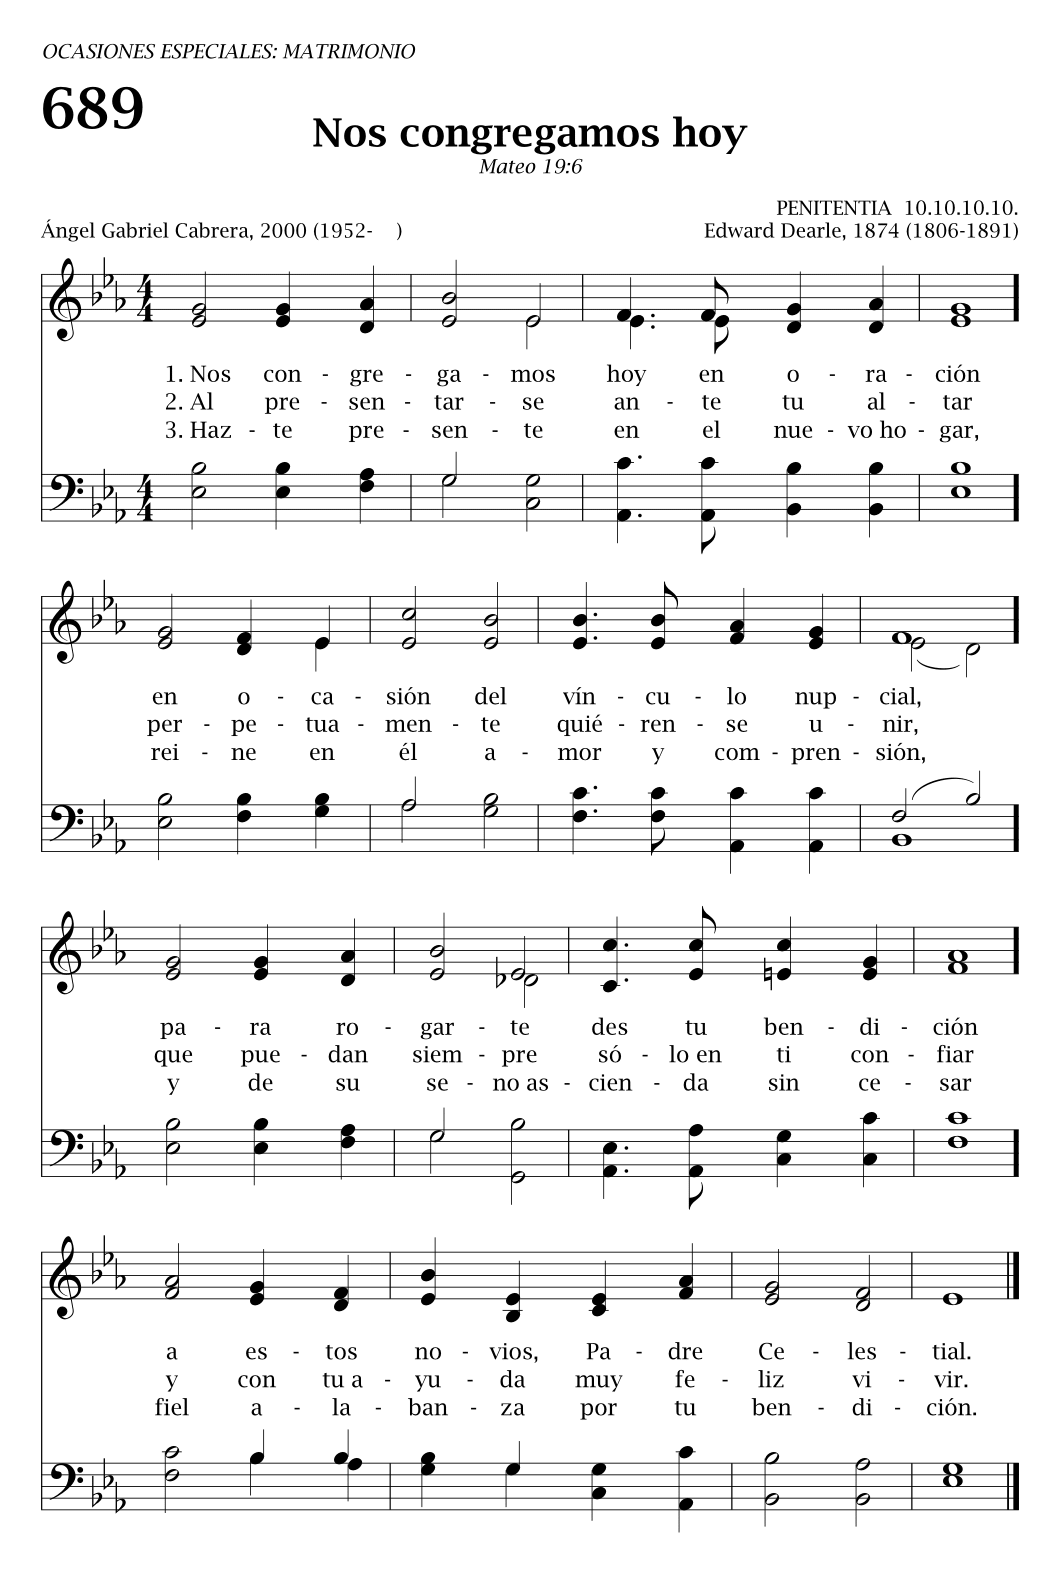 OCASIONES ESPECIALES: MATRIMONIO
689
Nos congregamos hoy
Mateo 19:6
PENITENTIA 10.10.10.10.
Ángel Gabriel Cabrera, 2000 (1952-    ) Edward Dearle, 1874 (1806-1891)
1. Nos con - gre - ga - mos hoy en o - ra - ción
2. Al pre - sen - tar - se an - te tu al - tar
3. Haz - te pre - sen - te en el nue - vo ho - gar,
en o - ca - sión del vín - cu - lo nup - cial,
per - pe - tua - men - te quié - ren - se u - nir,
rei - ne en él a - mor y com - pren - sión,
pa - ra ro - gar - te des tu ben - di - ción
que pue - dan siem - pre só - lo en ti con - fiar
y de su se - no as - cien - da sin ce - sar
a es - tos no - vios, Pa - dre Ce - les - tial.
y con tu a - yu - da muy fe - liz vi - vir.
fiel a - la - ban - za por tu ben - di - ción.